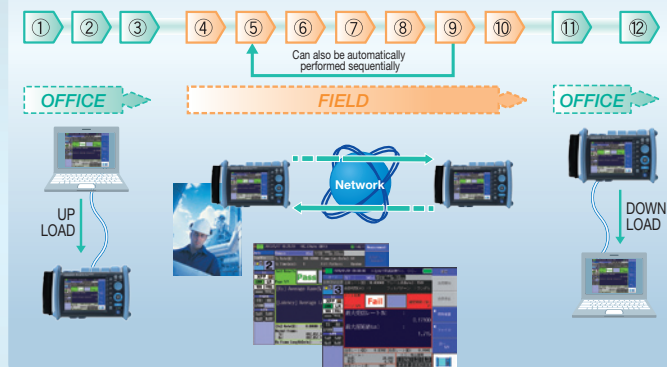 ① ② ③ ④ ⑤ ⑥ ⑦ ⑧ ⑨ ⑩ ⑪ ⑫
Can also be automatically
performed sequentially
OFFICE FIELD OFFICE
Network
UP
LOAD
DOWN
LOAD
Pass
Fail